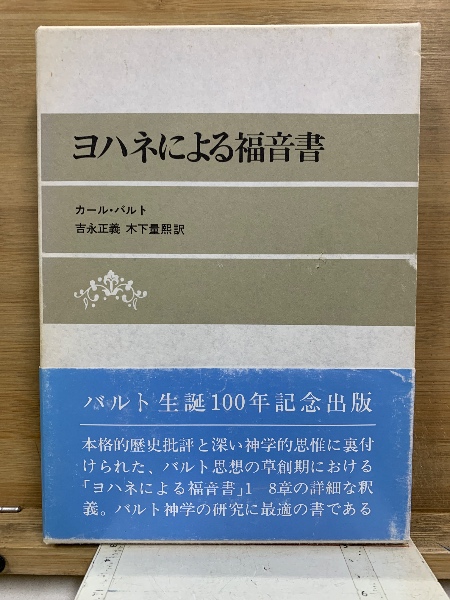 ヨハネによる福音書
カール・バルト
吉永正義 木下量熙訳
バルト生誕100年記念出版
本格的歴史批評と深い神学的思惟に裏付
けられた、バルト思想の草創期における
「ヨハネによる福音書」1―8章の詳細な釈
義。バルト神学の研究に最適の書である